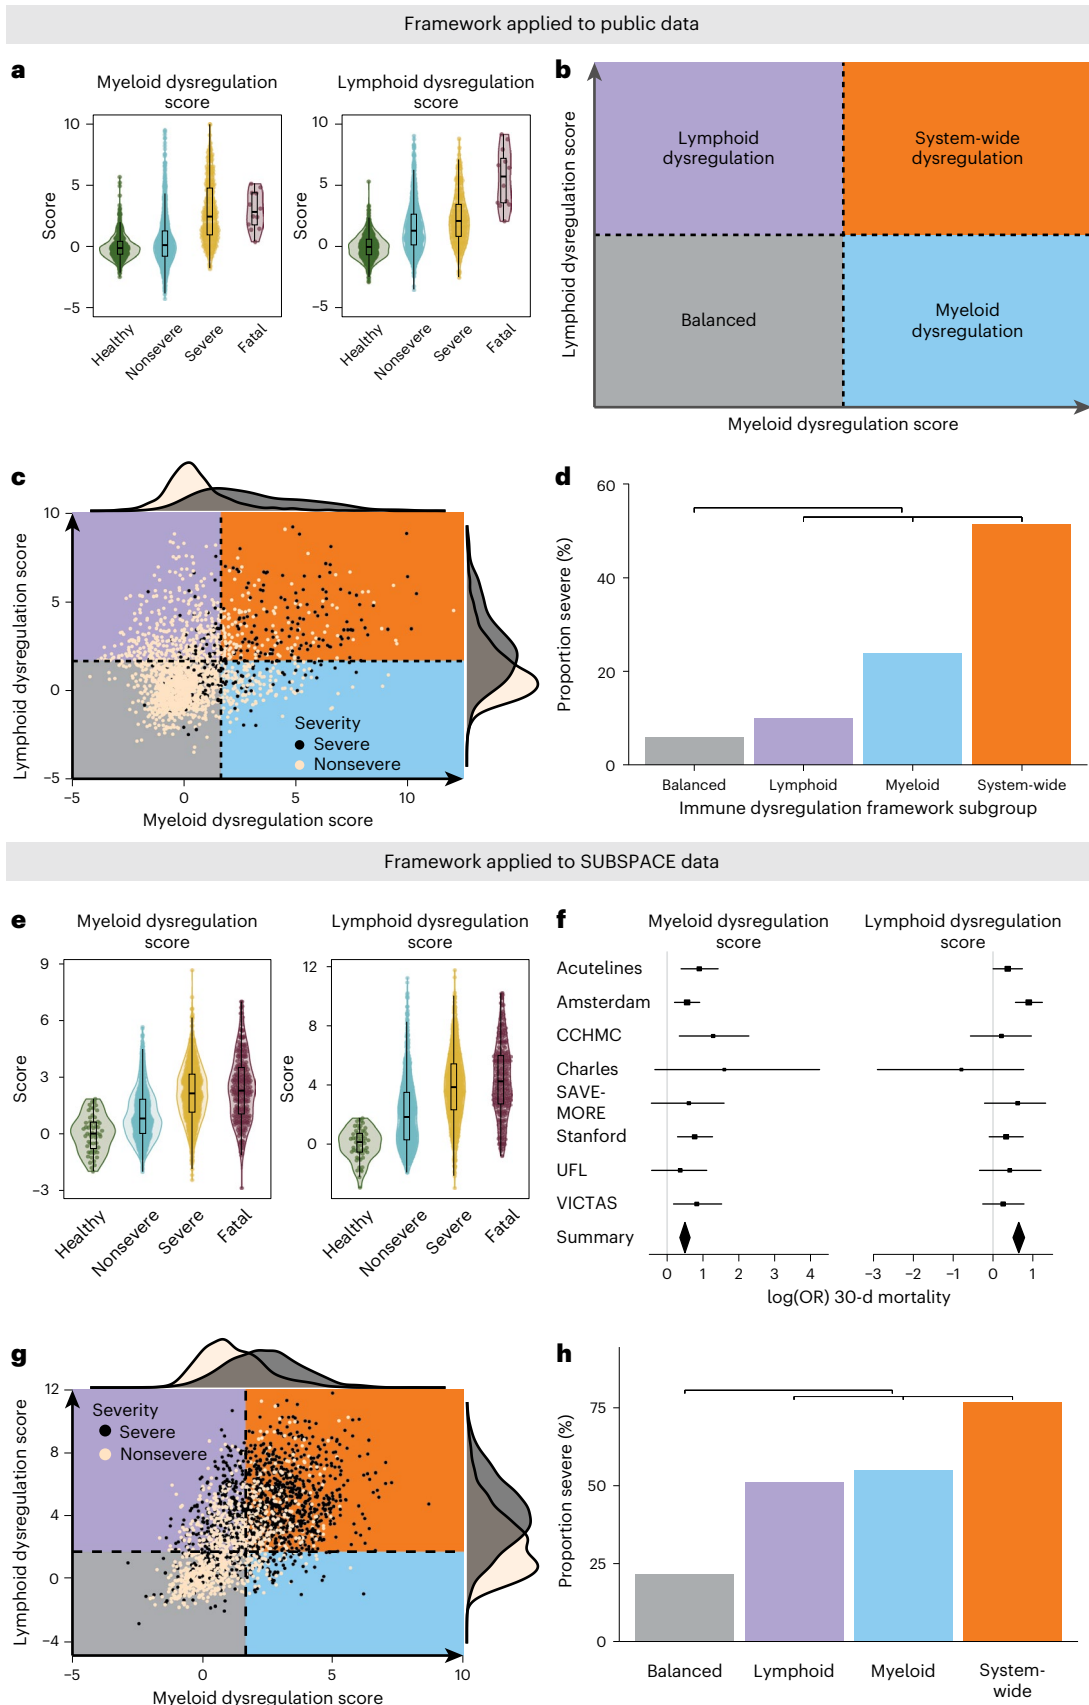 Framework applied to public data
a
Myeloid dysregulation
score
Lymphoid dysregulation
score
Score
10
5
0
−5
Healthy
Nonsevere
Severe
Fatal
Score
10
5
0
−5
Healthy
Nonsevere
Severe
Fatal
b
Lymphoid dysregulation score
Lymphoid
dysregulation
System-wide
dysregulation
Balanced
Myeloid
dysregulation
Myeloid dysregulation score
c
Lymphoid dysregulation score
10
5
0
−5
Severity
Severe
Nonsevere
−5
0
5
10
Myeloid dysregulation score
d
Proportion severe (%)
60
40
20
0
Balanced
Lymphoid
Myeloid
System-wide
Immune dysregulation framework subgroup
Framework applied to SUBSPACE data
e
Myeloid dysregulation
score
Lymphoid dysregulation
score
Score
9
6
3
0
−3
Healthy
Nonsevere
Severe
Fatal
Score
12
8
4
0
Healthy
Nonsevere
Severe
Fatal
f
Myeloid dysregulation
score
Lymphoid dysregulation
score
Acutelines
Amsterdam
CCHMC
Charles
SAVE-
MORE
Stanford
UFL
VICTAS
Summary
0
1
2
3
4
−3
−2
−1
0
1
log(OR) 30-d mortality
g
Lymphoid dysregulation score
12
8
4
0
−4
Severity
Severe
Nonsevere
−5
0
5
10
Myeloid dysregulation score
h
Proportion severe (%)
75
50
25
0
Balanced
Lymphoid
Myeloid
System-
wide